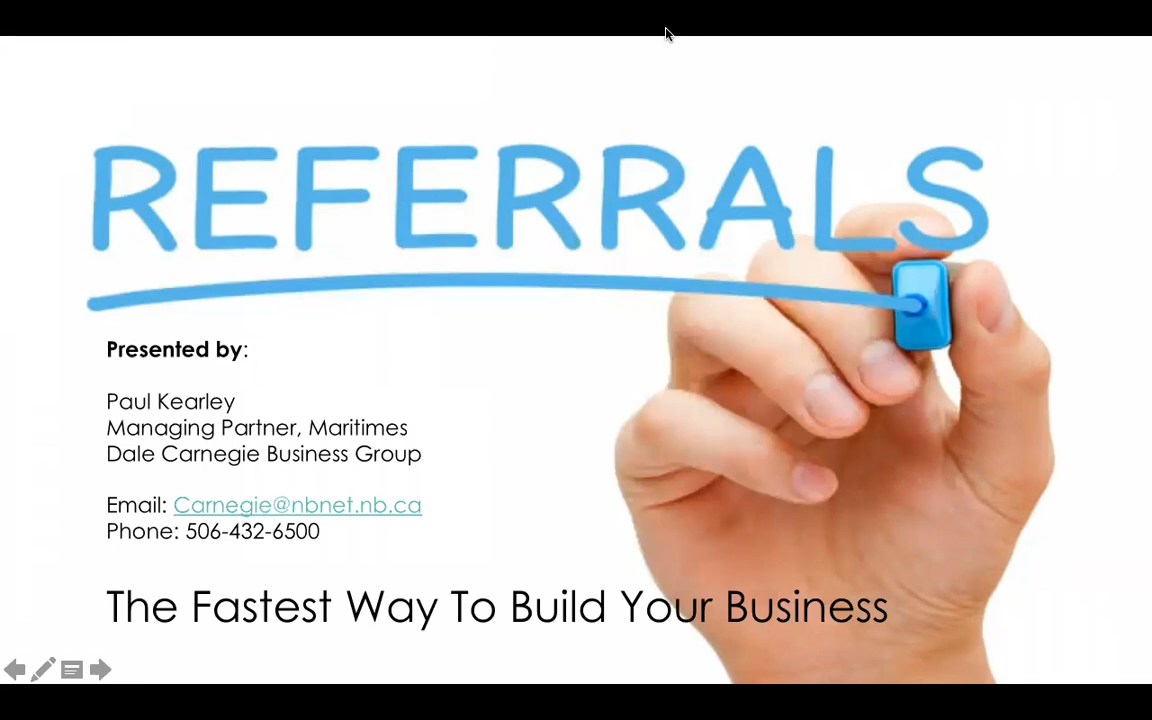 REFERRALS
Presented by:
Paul Kearley
Managing Partner, Maritimes
Dale Carnegie Business Group
Email: Carnegie@nbnet.nb.ca
Phone: 506-432-6500
The Fastest Way To Build Your Business